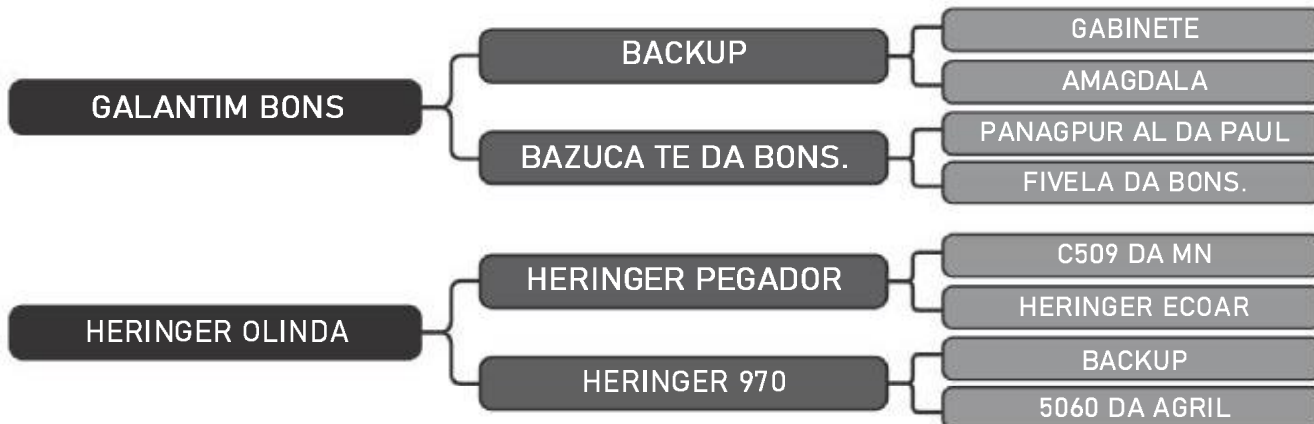 GALANTIM BONS
BACKUP
GABINETE
AMAGDALA
BAZUCA TE DA BONS.
PANAGPUR AL DA PAUL
FIVELA DA BONS.
HERINGER OLINDA
HERINGER PEGADOR
C509 DA MN
HERINGER ECOAR
HERINGER 970
BACKUP
5060 DA AGRIL